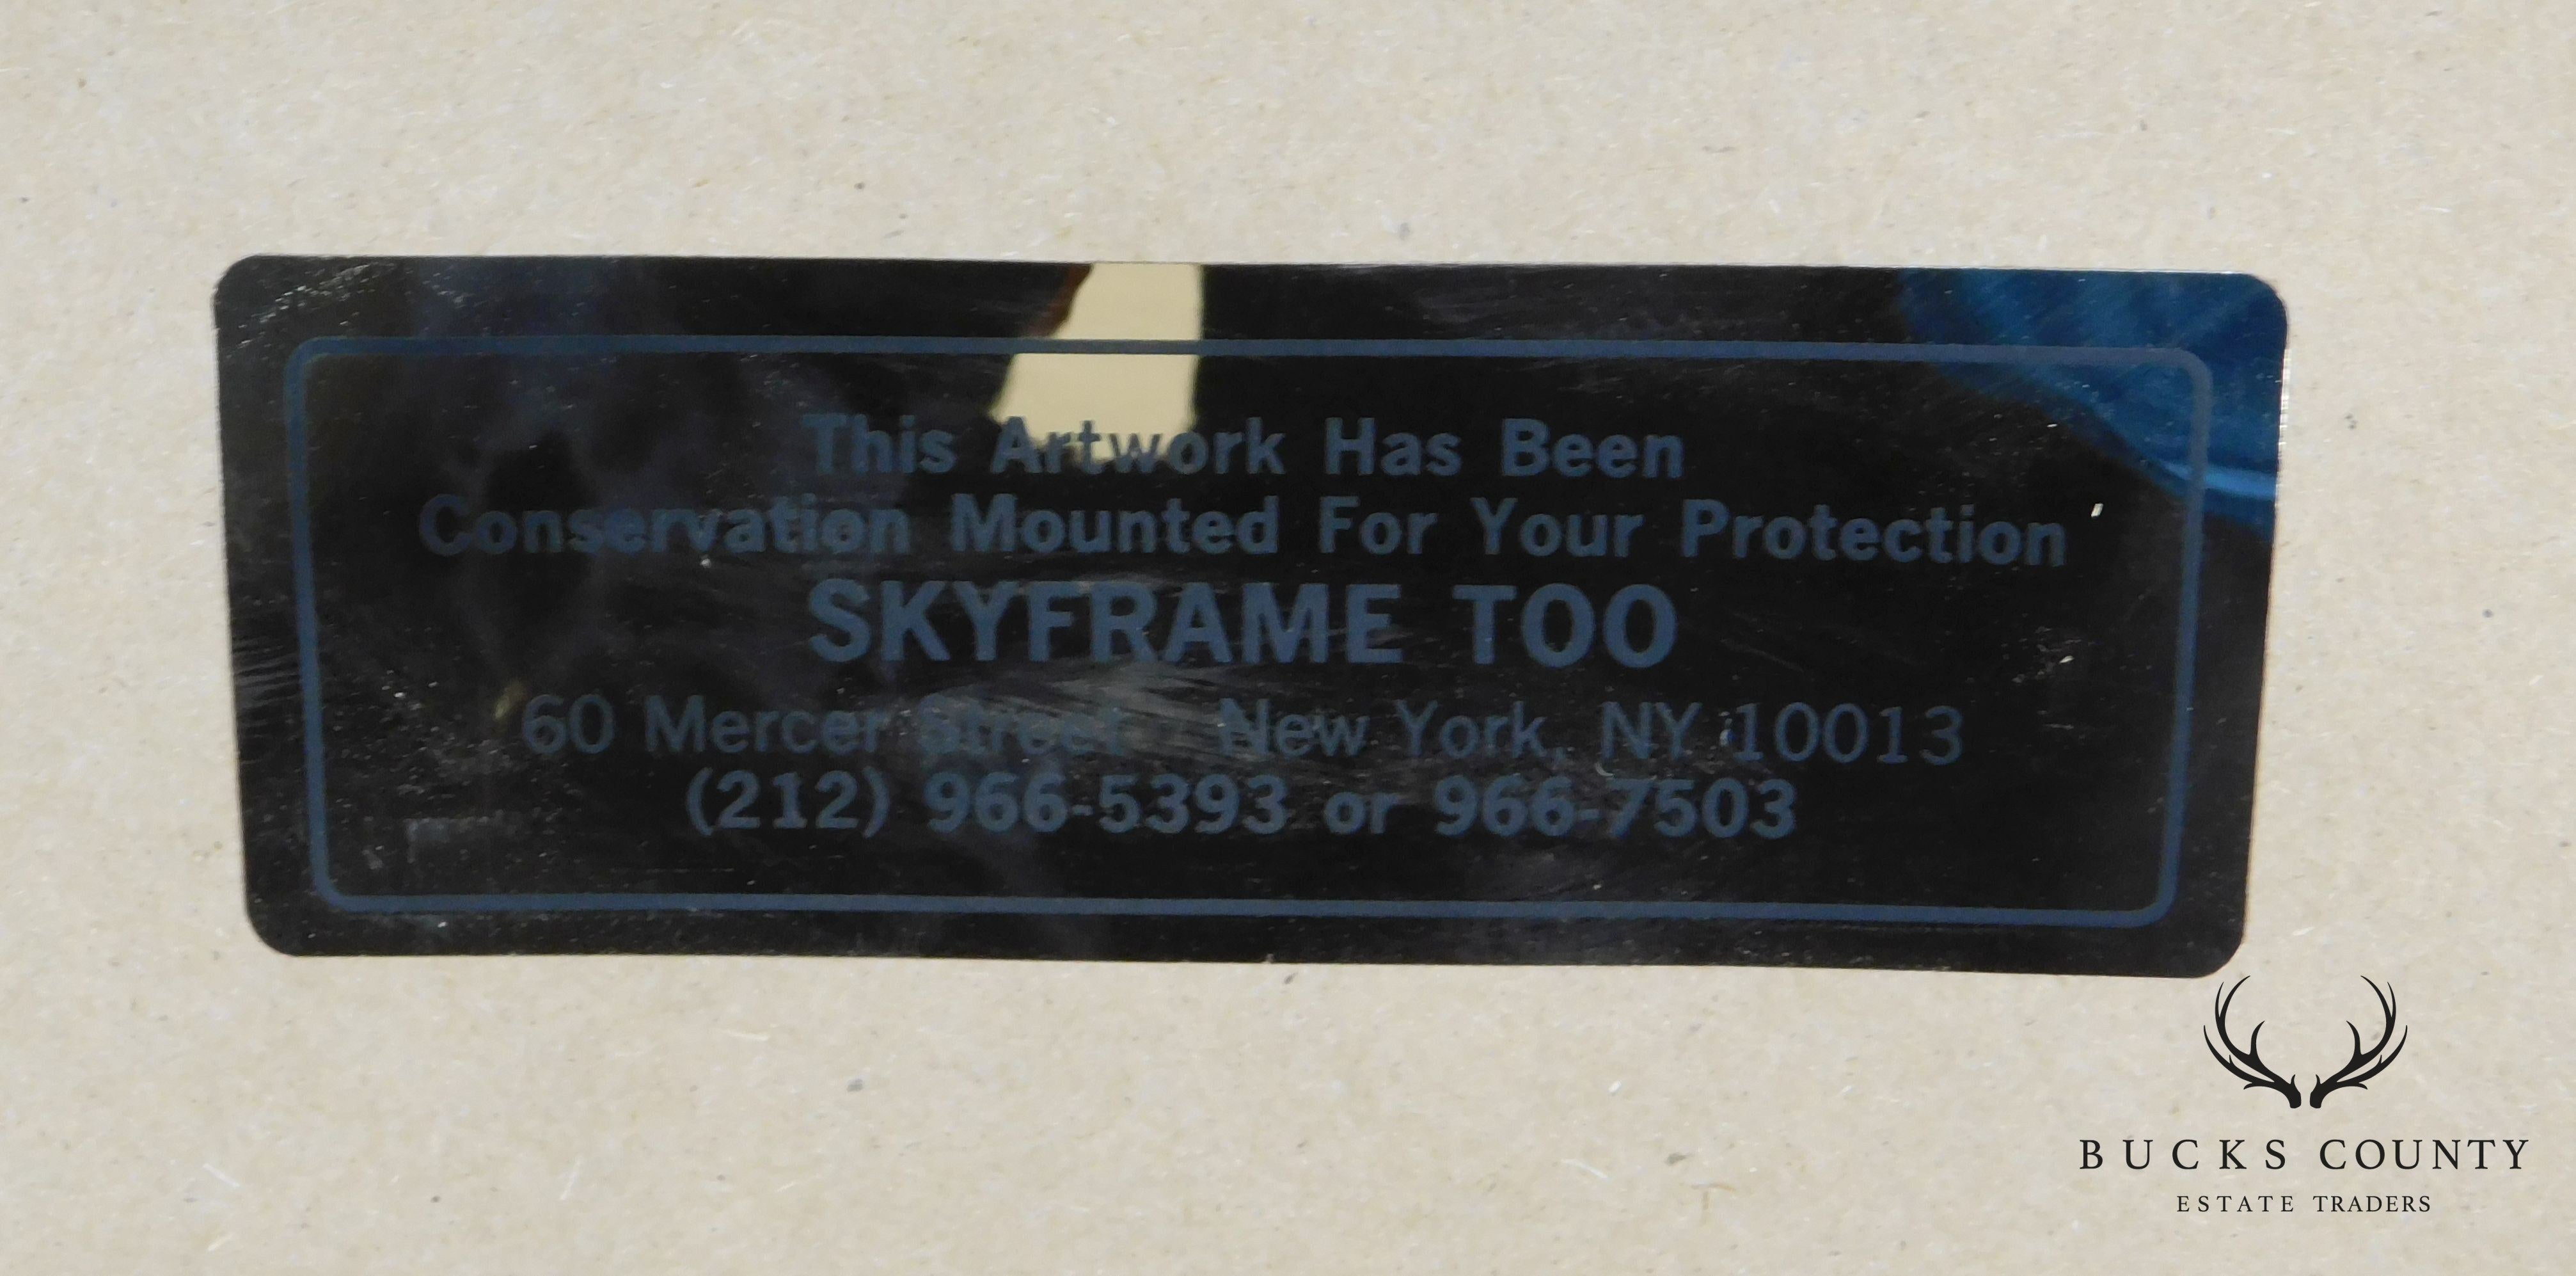 This Artwork Has Been
Conservation Mounted For Your Protection
SKYFRAME TOO
60 Mercer Street New York, NY 10013
(212) 966-5393 or 966-7503
BUCKS COUNTY
ESTATE TRADERS